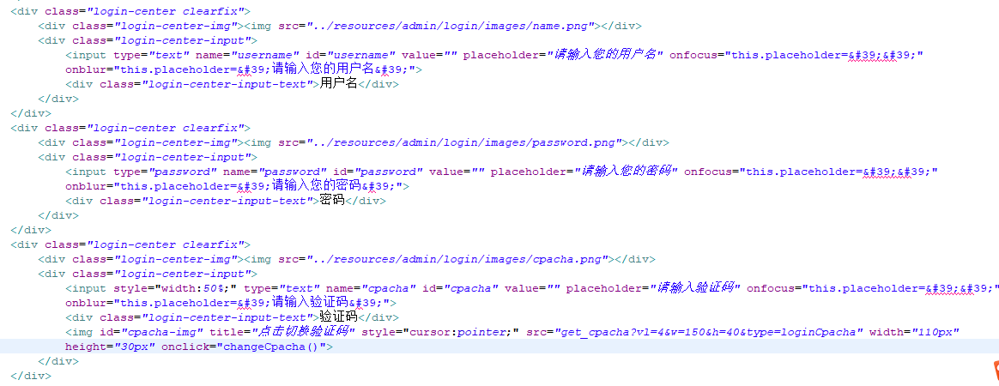 <div class="login-center clearfix">
<div class="login-center-img"><img src="../resources/admin/login/images/name.png"></div>
<div class="login-center-input">
<input type="text" name="username" id="username" value="" placeholder="请输入您的用户名" onfocus="this.placeholder=&#39;&#39;"
onblur="this.placeholder=&#39;请输入您的用户名&#39;">
<div class="login-center-input-text">用户名</div>
</div>
</div>
<div class="login-center clearfix">
<div class="login-center-img"><img src="../resources/admin/login/images/password.png"></div>
<div class="login-center-input">
<input type="password" name="password" id="password" value="" placeholder="请输入您的密码" onfocus="this.placeholder=&#39;&#39;"
onblur="this.placeholder=&#39;请输入您的密码&#39;">
<div class="login-center-input-text">密码</div>
</div>
</div>
<div class="login-center clearfix">
<div class="login-center-img"><img src="../resources/admin/login/images/cpacha.png"></div>
<div class="login-center-input">
<input style="width:50%;" type="text" name="cpacha" id="cpacha" value="" placeholder="请输入验证码" onfocus="this.placeholder=&#39;&#39;"
onblur="this.placeholder=&#39;请输入验证码&#39;">
<div class="login-center-input-text">验证码</div>
<img id="cpacha-img" title="点击切换验证码" style="cursor:pointer;" src="get_cpacha?vl=4&w=150&h=40&type=loginCpacha" width="110px"
height="30px" onclick="changeCpacha()">
</div>
</div>